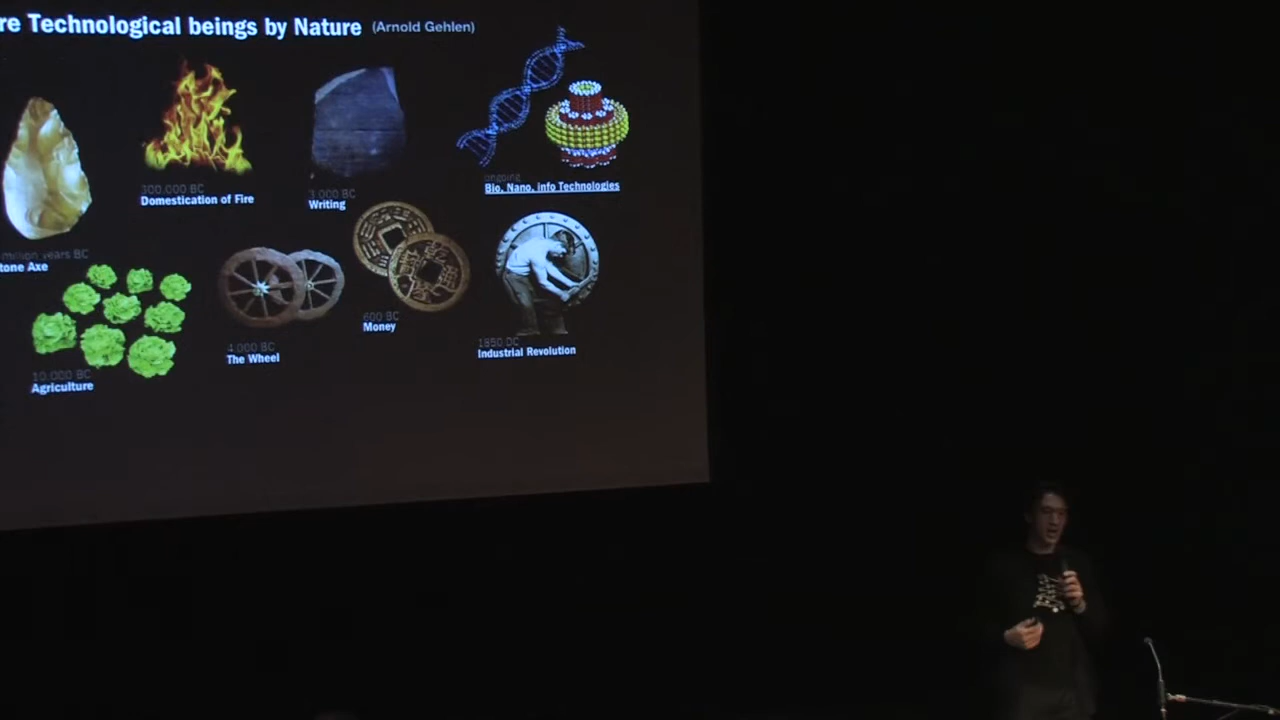 re Technological beings by Nature (Arnold Gehlen)
ongoing
Bio, Nano, info Technologies
300.000 BC
Domestication of Fire
3.000 BC
Writing
million years BC
tone Axe
600 BC
Money
4.000 BC
The Wheel
1850
Industrial Revolution
10.000 BC
Agriculture